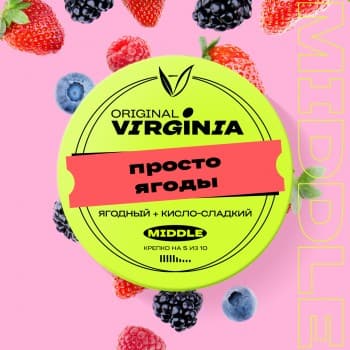 ORIGINAL
VIRGINIA
просто
ягоды
ЯГОДНЫЙ + КИСЛО-СЛАДКИЙ
MIDDLE
КРЕПКО НА 5 ИЗ 10
MIDDLE